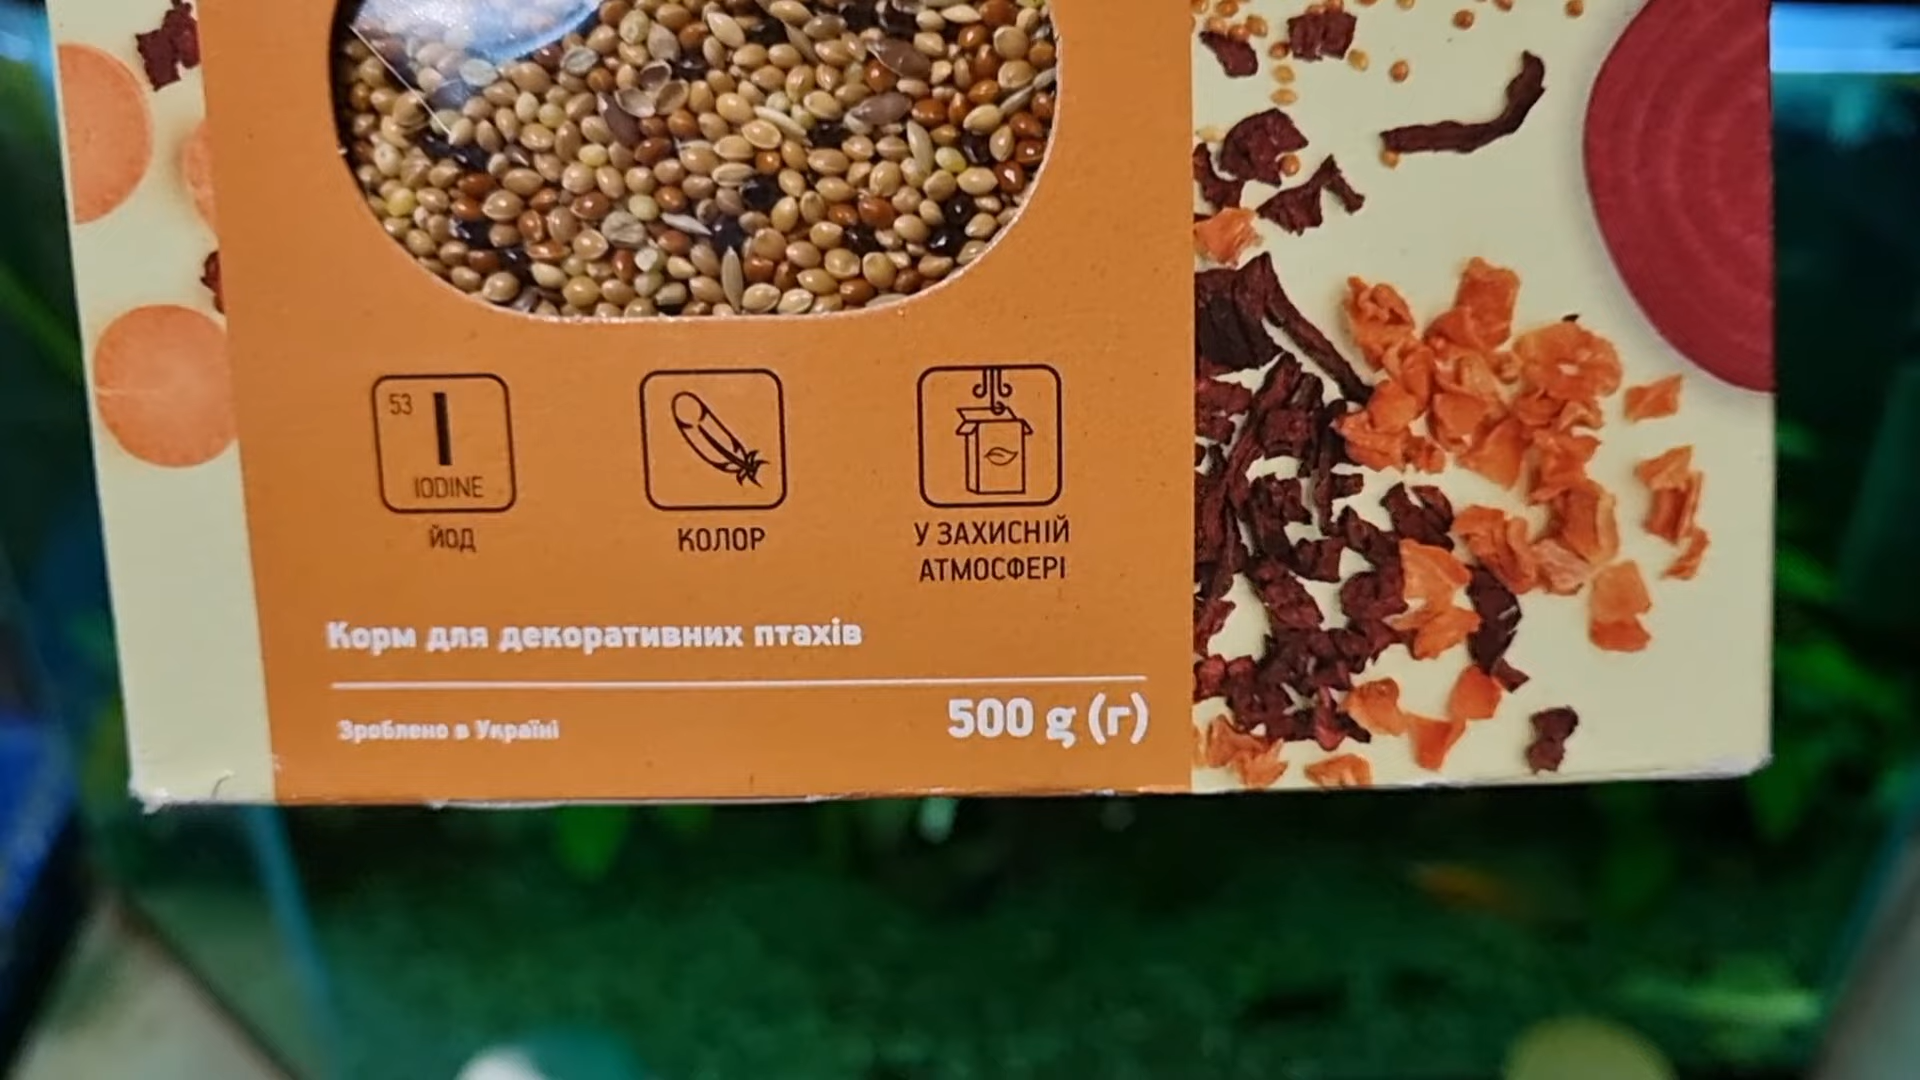 53
I
IODINE
ЙОД
КОЛОР
У ЗАХИСНІЙ
АТМОСФЕРІ
Корм для декоративних птахів
Зроблено в Україні
500 g (г)